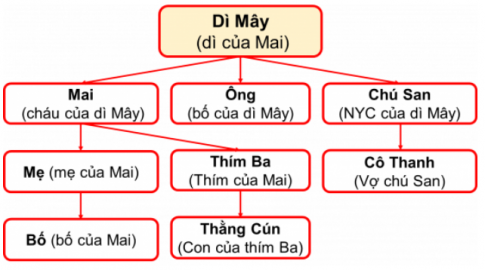 Dì Mây
(dì của Mai)
Mai
(cháu của dì Mây)
Ông
(bố của dì Mây)
Chú San
(NYC của dì Mây)
Mẹ (mẹ của Mai)
Thím Ba
(Thím của Mai)
Cô Thanh
(Vợ chú San)
Bố (bố của Mai)
Thằng Cún
(Con của thím Ba)